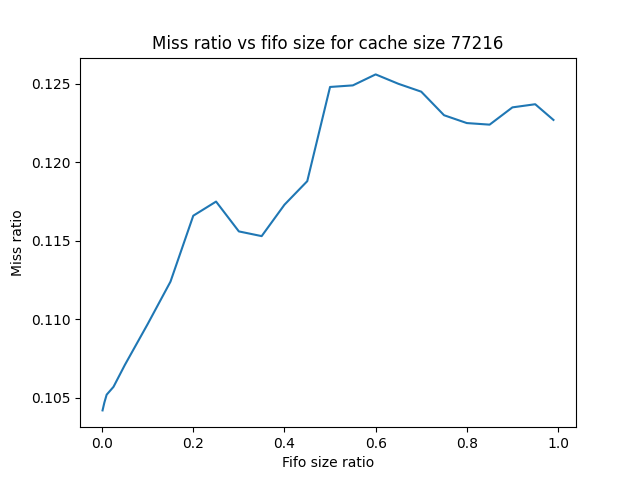 Miss ratio vs fifo size for cache size 77216
0.125
0.120
0.115
0.110
0.105
Miss ratio
0.0 0.2 0.4 0.6 0.8 1.0
Fifo size ratio